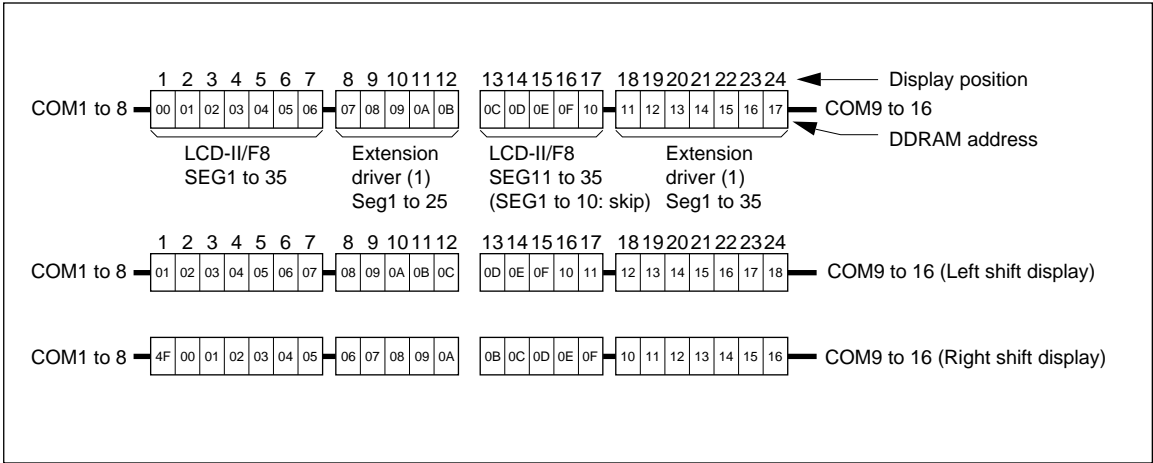 1 2 3 4 5 6 7 8 9 10 11 12 13 14 15 16 17 18 19 20 21 22 23 24 Display position
COM1 to 8 00 01 02 03 04 05 06 07 08 09 0A 0B 0C 0D 0E 0F 10 11 12 13 14 15 16 17 COM9 to 16
DDRAM address
LCD-II/F8 Extension LCD-II/F8 Extension
SEG1 to 35 driver (1) SEG11 to 35 driver (1)
Seg1 to 25 (SEG1 to 10: skip) Seg1 to 35
1 2 3 4 5 6 7 8 9 10 11 12 13 14 15 16 17 18 19 20 21 22 23 24
COM1 to 8 01 02 03 04 05 06 07 08 09 0A 0B 0C 0D 0E 0F 10 11 12 13 14 15 16 17 18 COM9 to 16 (Left shift display)
COM1 to 8 4F 00 01 02 03 04 05 06 07 08 09 0A 0B 0C 0D 0E 0F 10 11 12 13 14 15 16 COM9 to 16 (Right shift display)